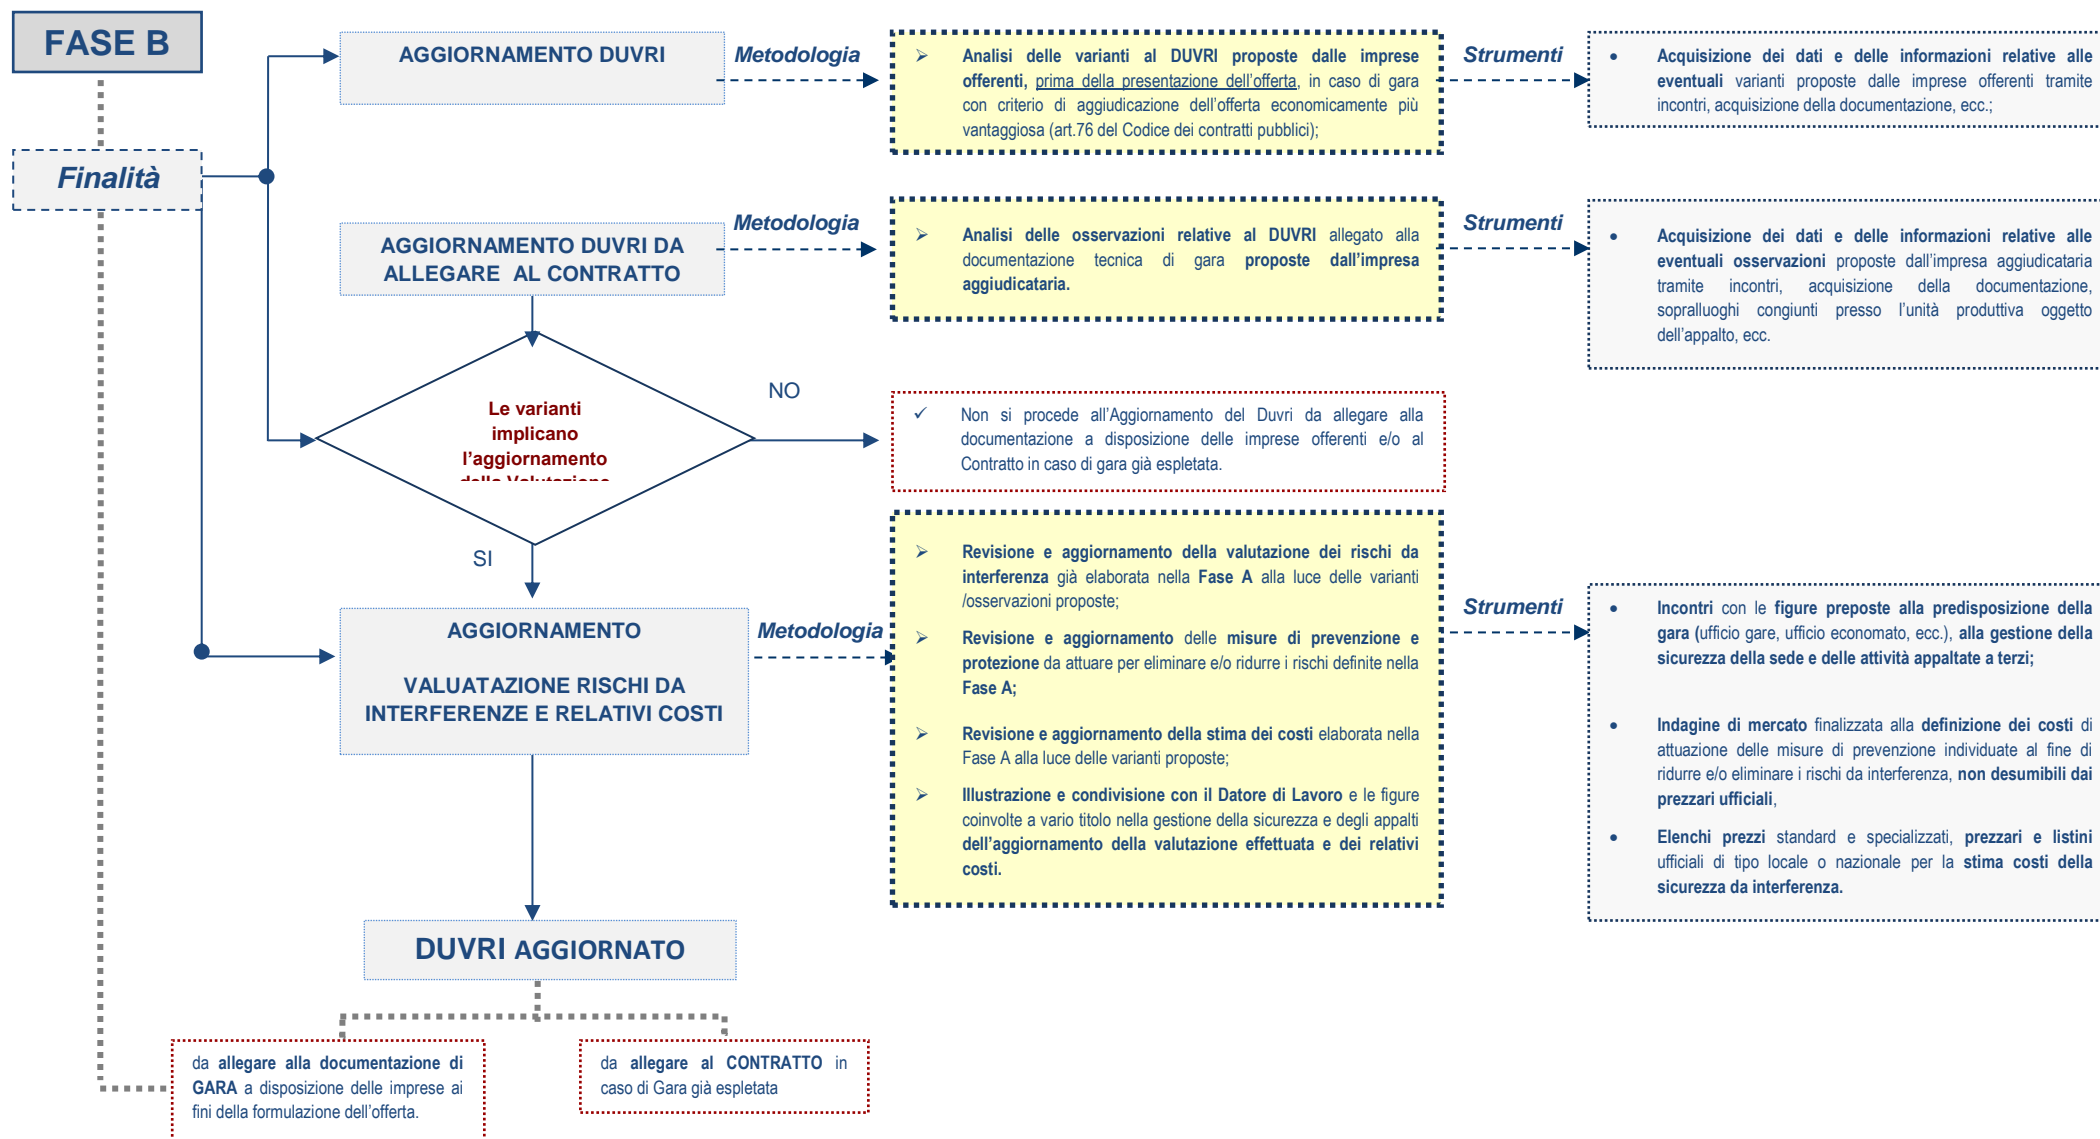 FASE B
Finalità
AGGIORNAMENTO DUVRI
Metodologia
➢ Analisi delle varianti al DUVRI proposte dalle imprese
offerenti, prima della presentazione dell’offerta, in caso di gara
con criterio di aggiudicazione dell’offerta economicamente più
vantaggiosa (art.76 del Codice dei contratti pubblici);
Strumenti
• Acquisizione dei dati e delle informazioni relative alle
eventuali varianti proposte dalle imprese offerenti tramite
incontri, acquisizione della documentazione, ecc.;
AGGIORNAMENTO DUVRI DA
ALLEGARE AL CONTRATTO
Metodologia
➢ Analisi delle osservazioni relative al DUVRI allegato alla
documentazione tecnica di gara proposte dall’impresa
aggiudicataria.
Strumenti
• Acquisizione dei dati e delle informazioni relative alle
eventuali osservazioni proposte dall’impresa aggiudicataria
tramite incontri, acquisizione della documentazione,
sopralluoghi congiunti presso l’unità produttiva oggetto
dell’appalto, ecc.
Le varianti
implicano
l’aggiornamento
della Valutazione
NO
✓ Non si procede all’Aggiornamento del Duvri da allegare alla
documentazione a disposizione delle imprese offerenti e/o al
Contratto in caso di gara già espletata.
SI
AGGIORNAMENTO
VALUATAZIONE RISCHI DA
INTERFERENZE E RELATIVI COSTI
Metodologia
➢ Revisione e aggiornamento della valutazione dei rischi da
interferenza già elaborata nella Fase A alla luce delle varianti
/osservazioni proposte;
➢ Revisione e aggiornamento delle misure di prevenzione e
protezione da attuare per eliminare e/o ridurre i rischi definite nella
Fase A;
➢ Revisione e aggiornamento della stima dei costi elaborata nella
Fase A alla luce delle varianti proposte;
➢ Illustrazione e condivisione con il Datore di Lavoro e le figure
coinvolte a vario titolo nella gestione della sicurezza e degli appalti
dell’aggiornamento della valutazione effettuata e dei relativi
costi.
Strumenti
• Incontri con le figure preposte alla predisposizione della
gara (ufficio gare, ufficio economato, ecc.), alla gestione della
sicurezza della sede e delle attività appaltate a terzi;
• Indagine di mercato finalizzata alla definizione dei costi di
attuazione delle misure di prevenzione individuate al fine di
ridurre e/o eliminare i rischi da interferenza, non desumibili dai
prezzari ufficiali,
• Elenchi prezzi standard e specializzati, prezzari e listini
ufficiali di tipo locale o nazionale per la stima costi della
sicurezza da interferenza.
DUVRI AGGIORNATO
da allegare alla documentazione di
GARA a disposizione delle imprese ai
fini della formulazione dell’offerta.
da allegare al CONTRATTO in
caso di Gara già espletata